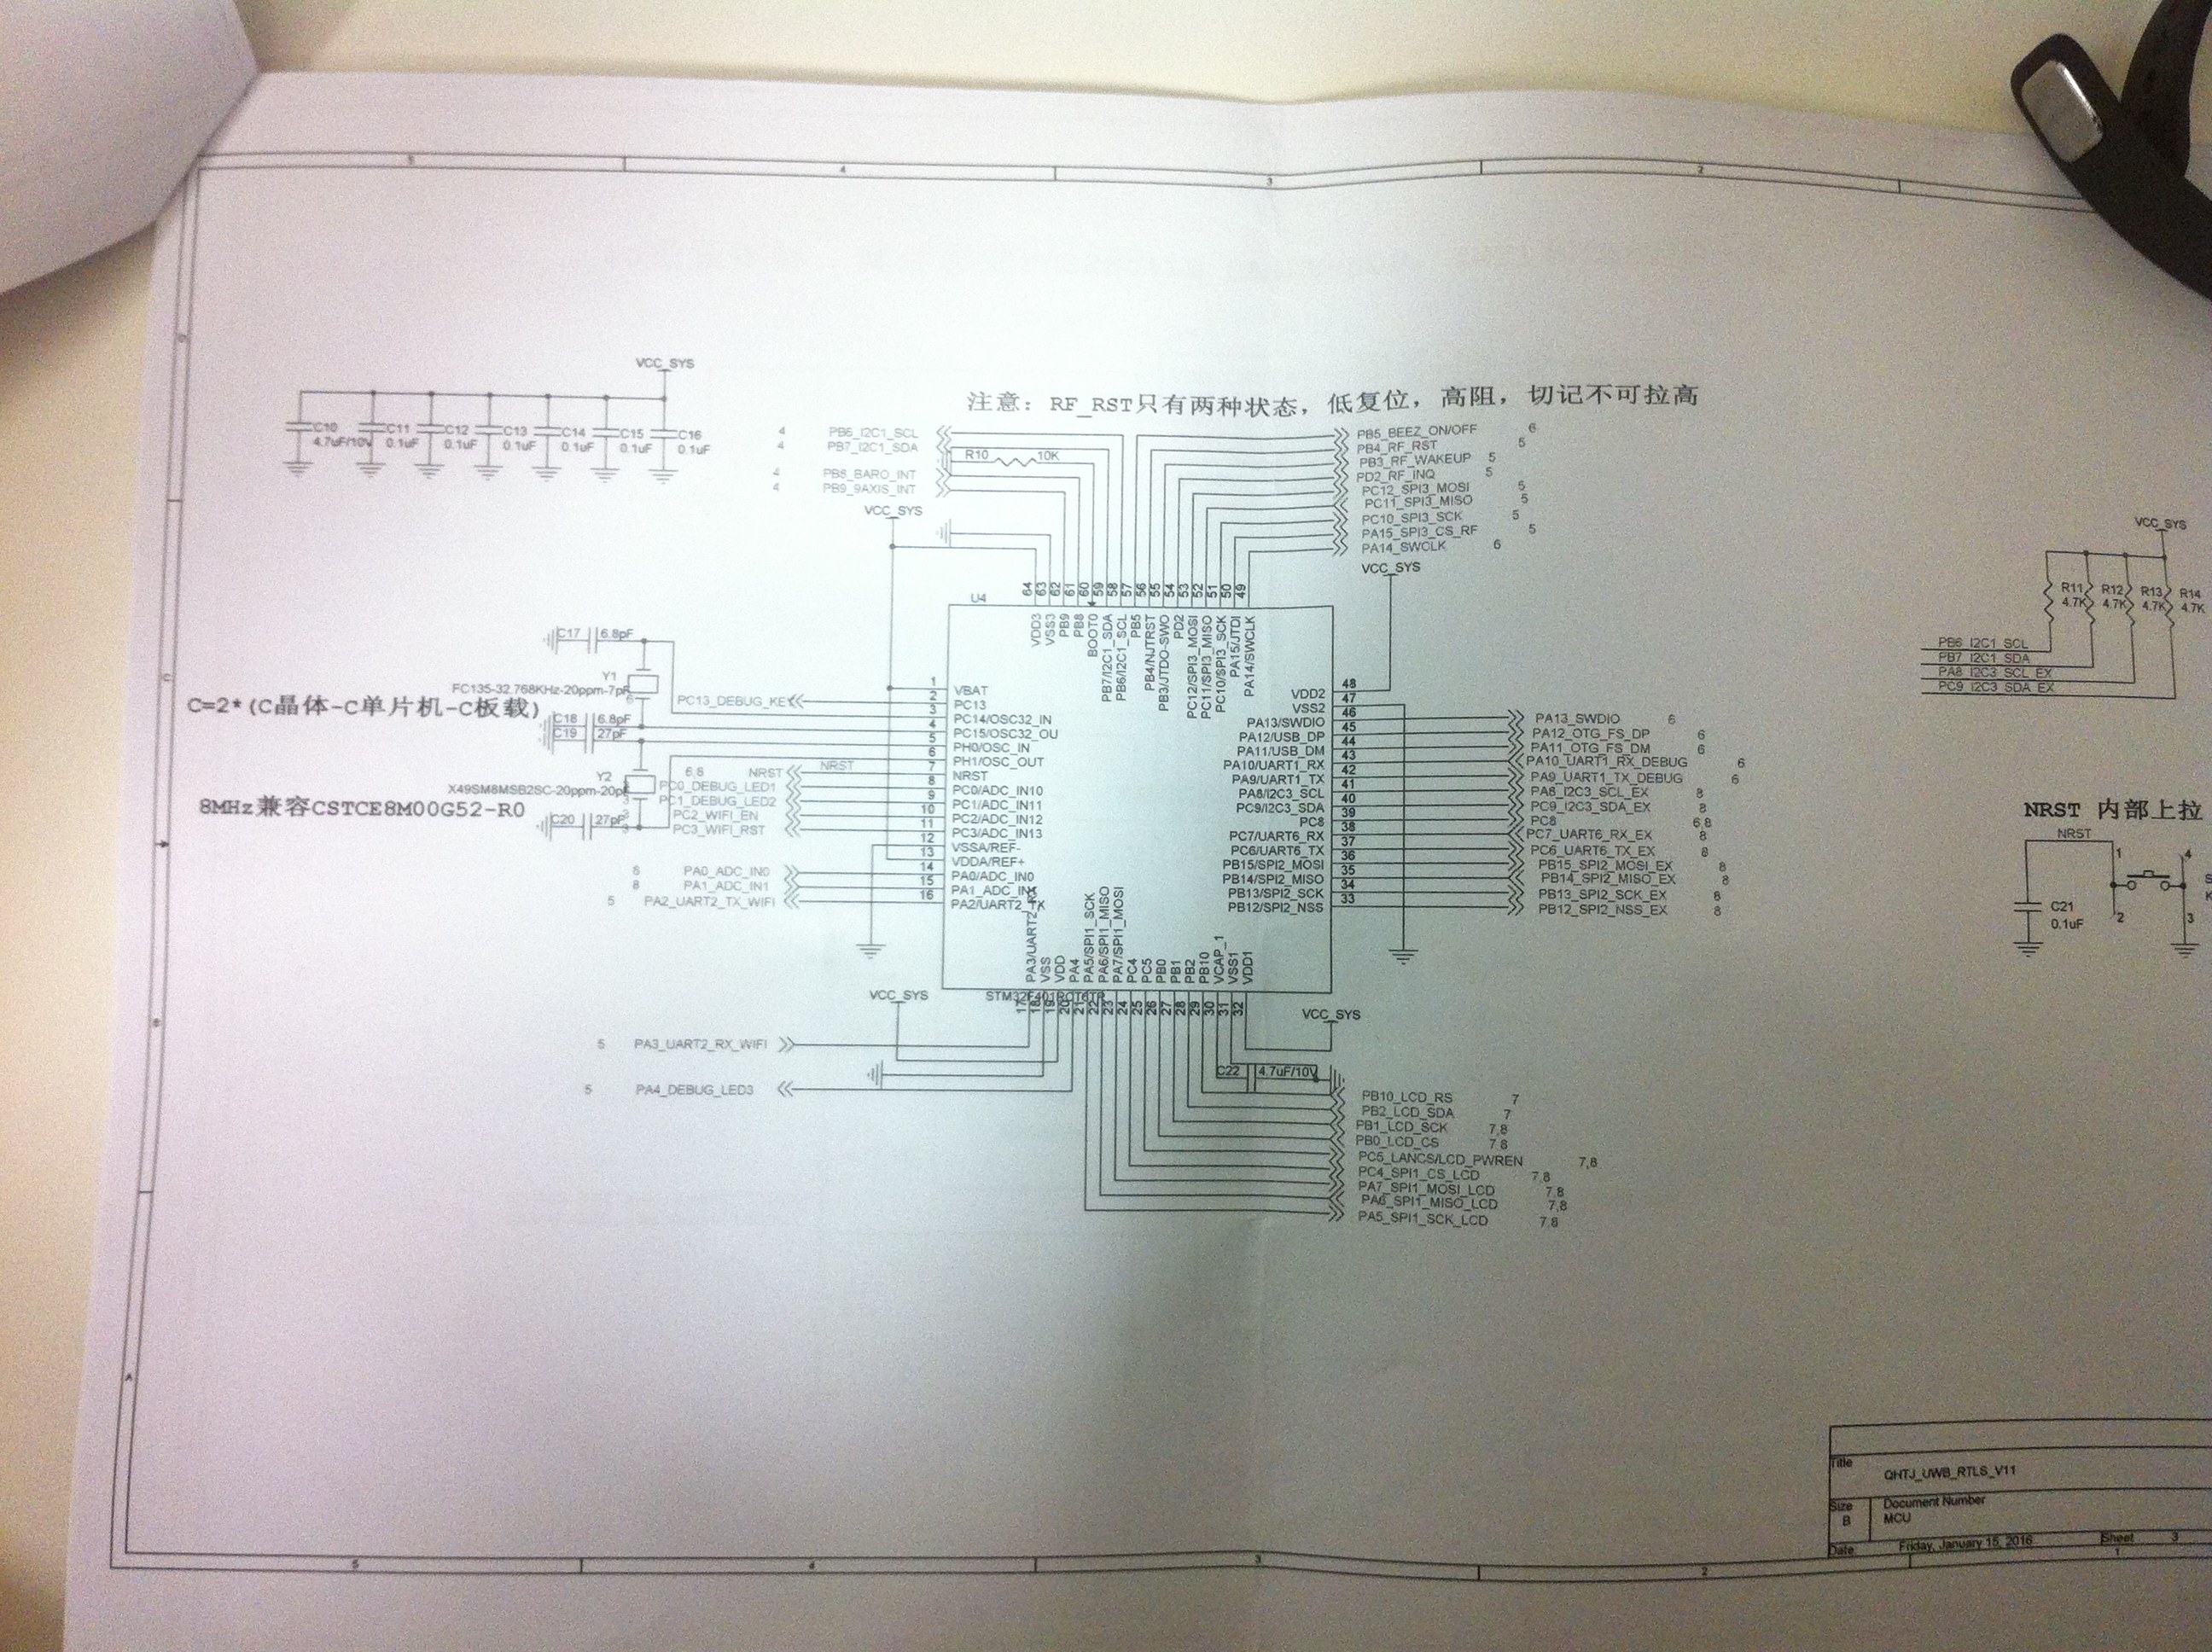 5
4
3
2
D
C
B
A
VCC_SYS
C10
4.7uF/10V
C11
0.1uF
C12
0.1uF
C13
0.1uF
C14
0.1uF
C15
0.1uF
C16
0.1uF
注意：RF_RST只有两种状态，低复位，高阻，切记不可拉高
4 PB6_I2C1_SCL
4 PB7_I2C1_SDA
R10 10K
4 PB8_BARO_INT
4 PB9_9AXIS_INT
VCC_SYS
PB5_BEEZ_ON/OFF 6
PB4_RF_RST 5
PB3_RF_WAKEUP 5
PD2_RF_INQ 5
PC12_SPI3_MOSI 5
PC11_SPI3_MISO 5
PC10_SPI3_SCK 5
PA15_SPI3_CS_RF 5
PA14_SWCLK 6
VCC_SYS
U4
64 VDD3
63 VSS3
62 PB9
61 PB8
60 BOOT0
59 PB7/I2C1_SDA
58 PB6/I2C1_SCL
57 PB5
56 PB4/NJTRST
55 PB3/JTDO-SWO
54 PD2
53 PC12/SPI3_MOSI
52 PC11/SPI3_MISO
51 PC10/SPI3_SCK
50 PA15/JTDI
49 PA14/SWCLK
C17 6.8pF
Y1
FC135-32.768KHz-20ppm-7pF
C=2*(C晶体-C单片机-C板载)
C18 6.8pF
C19 27pF
Y2
X49SM8MSB2SC-20ppm-20pF
8MHz兼容CSTCE8M00G52-R0
C20 27pF
PC13_DEBUG_KEY
6,8 NRST
NRST
PC0_DEBUG_LED1
PC1_DEBUG_LED2
PC2_WIFI_EN
PC3_WIFI_RST
8 PA0_ADC_IN0
8 PA1_ADC_IN1
5 PA2_UART2_TX_WIFI
1 VBAT
2 PC13
3 PC14/OSC32_IN
4 PC15/OSC32_OU
5 PH0/OSC_IN
6 PH1/OSC_OUT
7 NRST
8 PC0/ADC_IN10
9 PC1/ADC_IN11
10 PC2/ADC_IN12
11 PC3/ADC_IN13
12 VSSA/REF-
13 VDDA/REF+
14 PA0/ADC_IN0
15 PA1_ADC_IN1
16 PA2/UART2_TX
VDD2 48
VSS2 47
PA13/SWDIO 46
PA12/USB_DP 45
PA11/USB_DM 44
PA10/UART1_RX 43
PA9/UART1_TX 42
PA8/I2C3_SCL 41
PC9/I2C3_SDA 40
PC8 39
PC7/UART6_RX 38
PC6/UART6_TX 37
PB15/SPI2_MOSI 36
PB14/SPI2_MISO 35
PB13/SPI2_SCK 34
PB12/SPI2_NSS 33
PA13_SWDIO 6
PA12_OTG_FS_DP 6
PA11_OTG_FS_DM 6
PA10_UART1_RX_DEBUG 6
PA9_UART1_TX_DEBUG 6
PA8_I2C3_SCL_EX 8
PC9_I2C3_SDA_EX 8
PC8 6,8
PC7_UART6_RX_EX 8
PC6_UART6_TX_EX 8
PB15_SPI2_MOSI_EX 8
PB14_SPI2_MISO_EX 8
PB13_SPI2_SCK_EX 8
PB12_SPI2_NSS_EX 8
17 PA3/UART2_RX
18 VSS
19 VDD
20 PA4
21 PA5/SPI1_SCK
22 PA6/SPI1_MISO
23 PA7/SPI1_MOSI
24 PC4
25 PC5
26 PB0
27 PB1
28 PB2
29 PB10
30 VCAP_1
31 VSS1
32 VDD1
STM32F401RCT6TR
VCC_SYS
5 PA3_UART2_RX_WIFI
5 PA4_DEBUG_LED3
VCC_SYS
C22 4.7uF/10V
PB10_LCD_RS 7
PB2_LCD_SDA 7
PB1_LCD_SCK 7,8
PB0_LCD_CS 7,8
PC5_LANCS/LCD_PWREN 7,8
PC4_SPI1_CS_LCD 7,8
PA7_SPI1_MOSI_LCD 7,8
PA6_SPI1_MISO_LCD 7,8
PA5_SPI1_SCK_LCD 7,8
VCC_SYS
R11
4.7K
R12
4.7K
R13
4.7K
R14
4.7K
PB6_I2C1_SCL
PB7_I2C1_SDA
PA8_I2C3_SCL_EX
PC9_I2C3_SDA_EX
NRST 内部上拉
NRST
1
4
2
3
C21
0.1uF
Title
QHTJ_UWB_RTLS_V11
Size
B
Document Number
MCU
Date:
Friday, January 15, 2016
Sheet 3
5
4
3
2
1